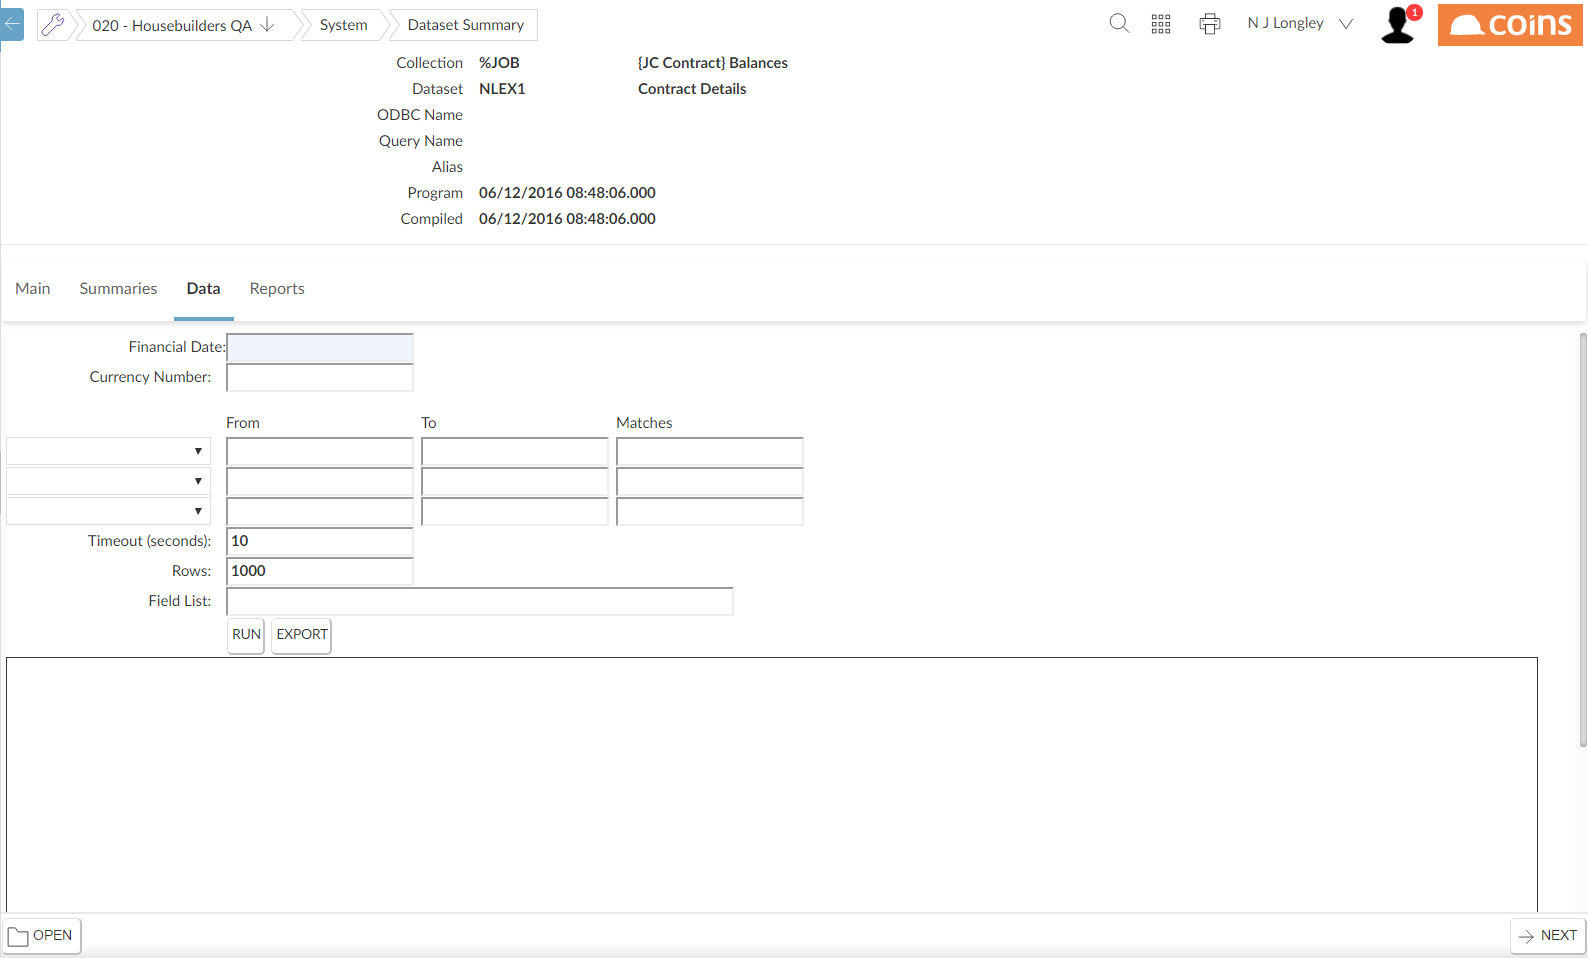 020 - Housebuilders QA System Dataset Summary N J Longley 1 coins
Collection %JOB {JC Contract} Balances
Dataset NLEX1 Contract Details
ODBC Name
Query Name
Alias
Program 06/12/2016 08:48:06.000
Compiled 06/12/2016 08:48:06.000
Main Summaries Data Reports
Financial Date:
Currency Number:
From To Matches
Timeout (seconds): 10
Rows: 1000
Field List:
RUN EXPORT
OPEN NEXT